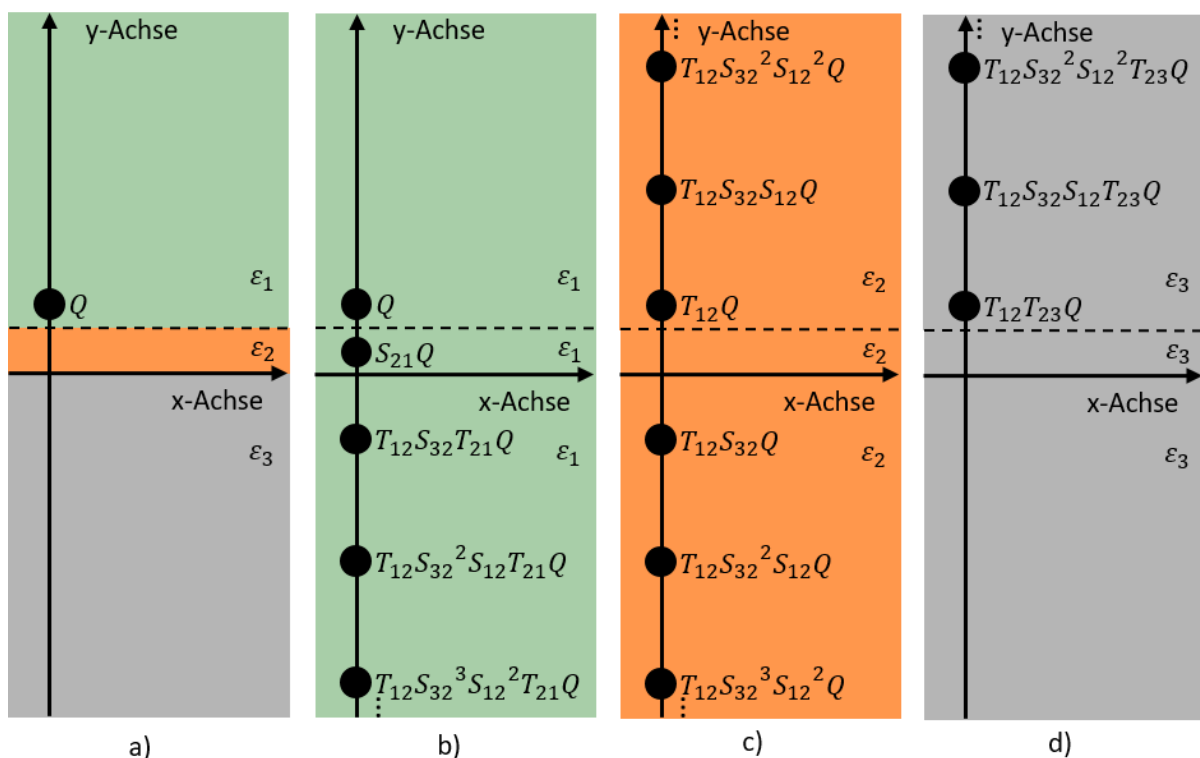 y-Achse
ε₁
Q
ε₂
x-Achse
ε₃
a)
y-Achse
ε₁
Q
S₂₁Q
ε₁
x-Achse
T₁₂S₃₂T₂₁Q
ε₁
T₁₂S₃₂²S₁₂T₂₁Q
T₁₂S₃₂³S₁₂²T₂₁Q
b)
y-Achse
T₁₂S₃₂²S₁₂²Q
T₁₂S₃₂S₁₂Q
ε₂
T₁₂Q
ε₂
x-Achse
T₁₂S₃₂Q
ε₂
T₁₂S₃₂²S₁₂Q
T₁₂S₃₂³S₁₂²Q
c)
y-Achse
T₁₂S₃₂²S₁₂²T₂₃Q
T₁₂S₃₂S₁₂T₂₃Q
ε₃
T₁₂T₂₃Q
ε₃
x-Achse
ε₃
d)